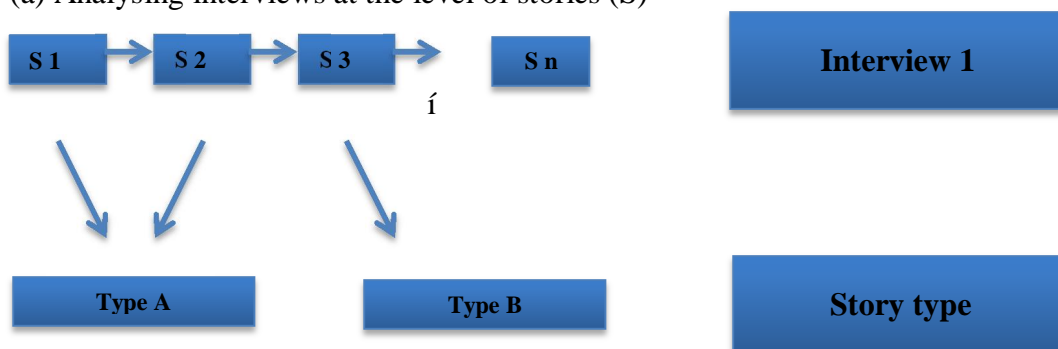 (a) Analysing interviews at the level of stories (S)
S 1
S 2
S 3
S n
Interview 1
í
Type A
Type B
Story type